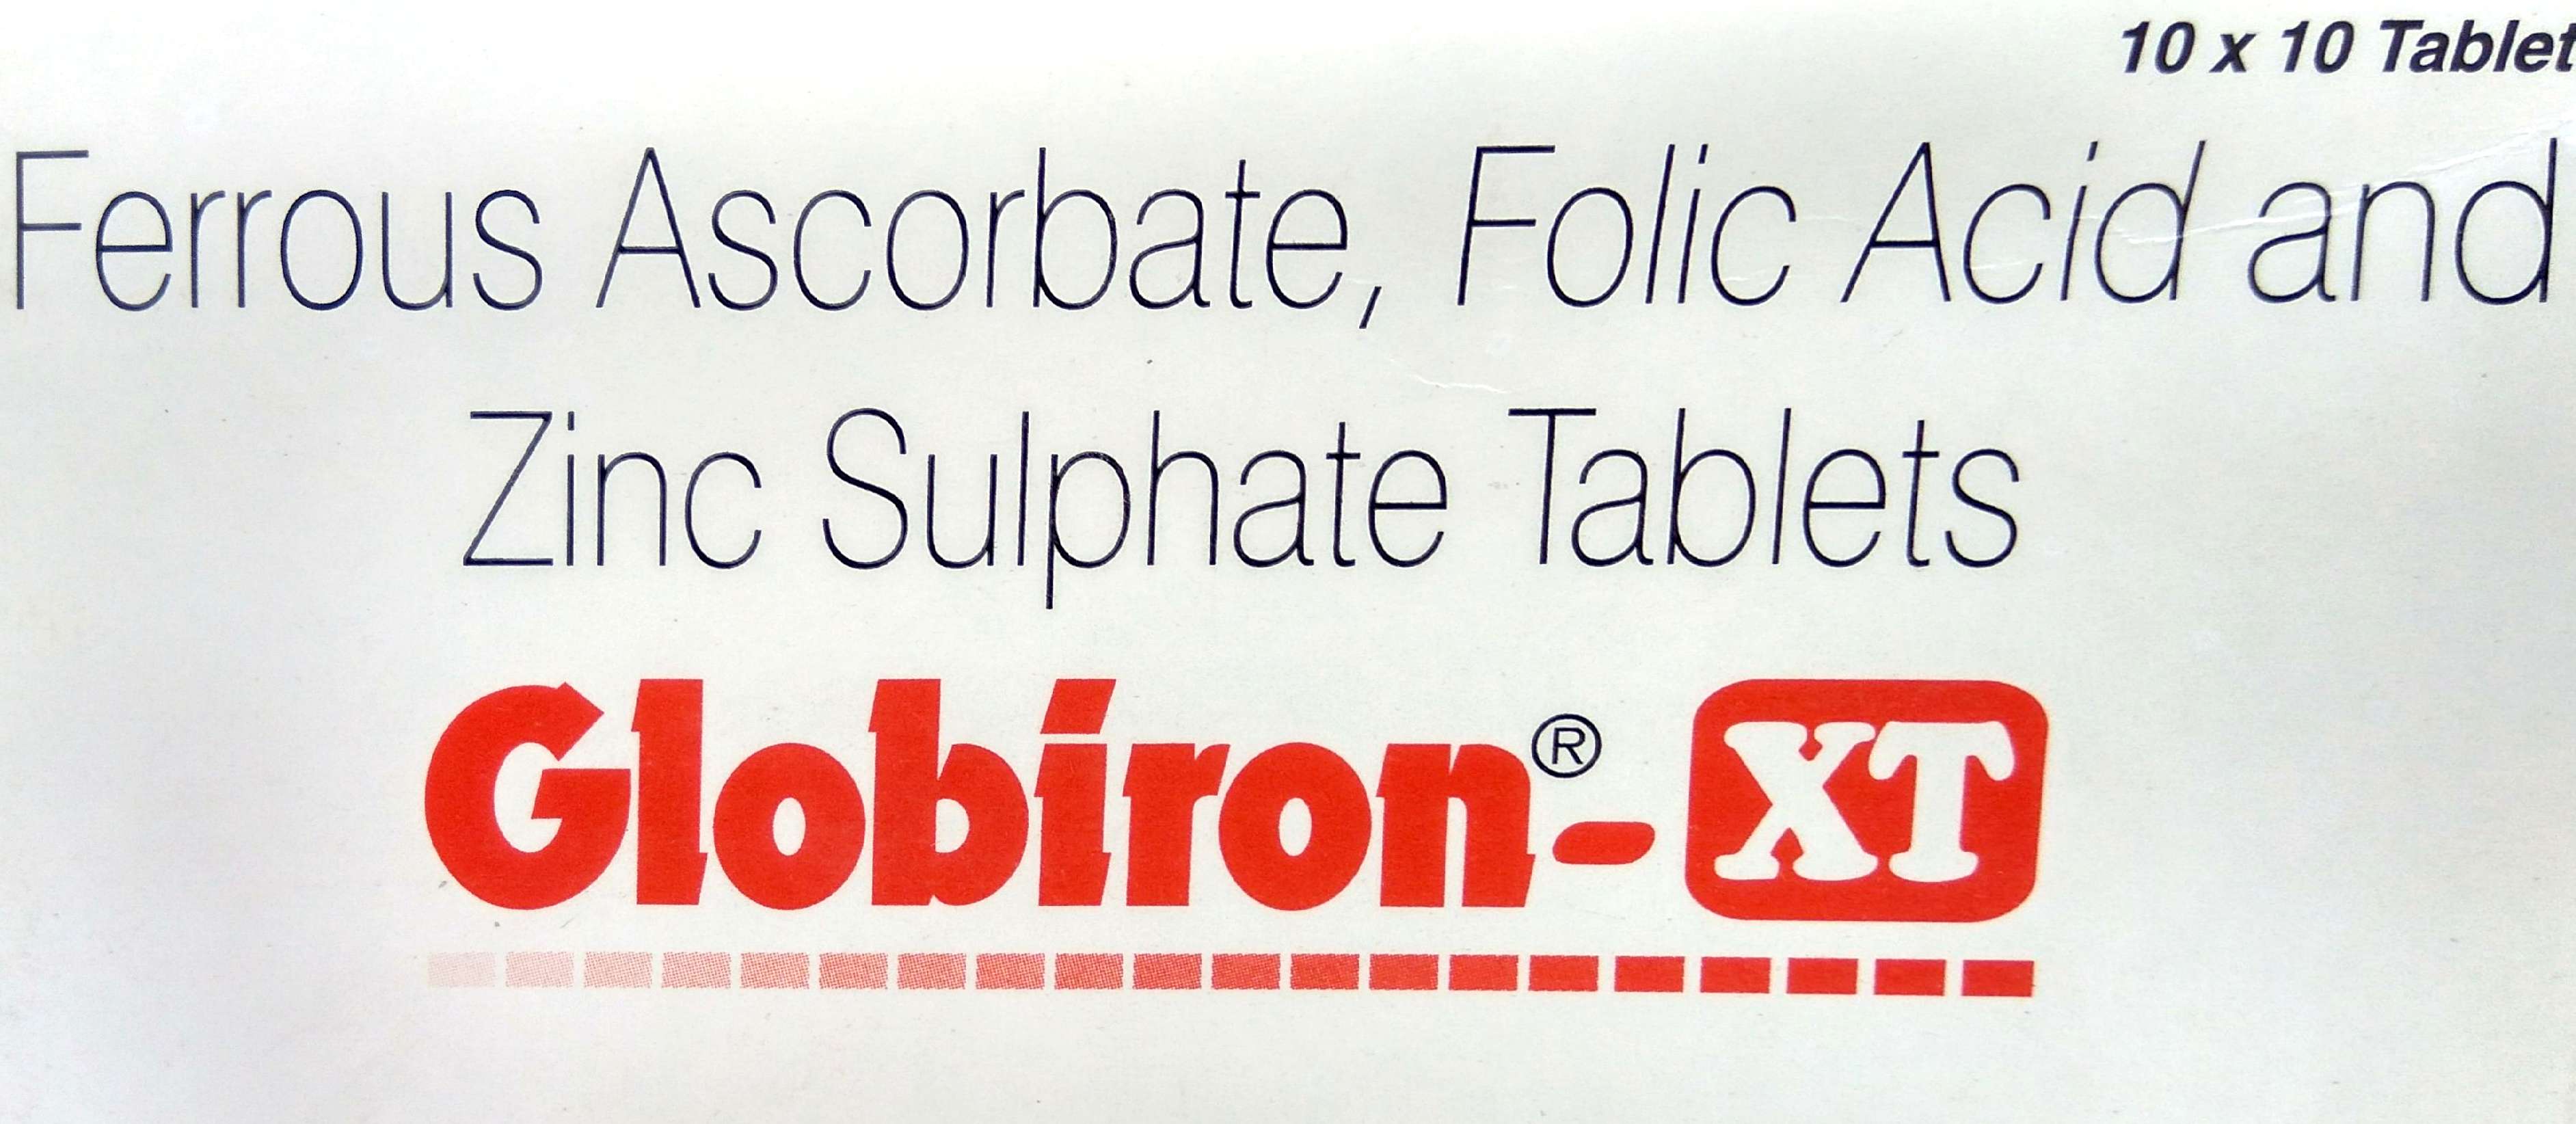 10 x 10 Tablet
Ferrous Ascorbate, Folic Acid and
Zinc Sulphate Tablets
Globiron®-XT